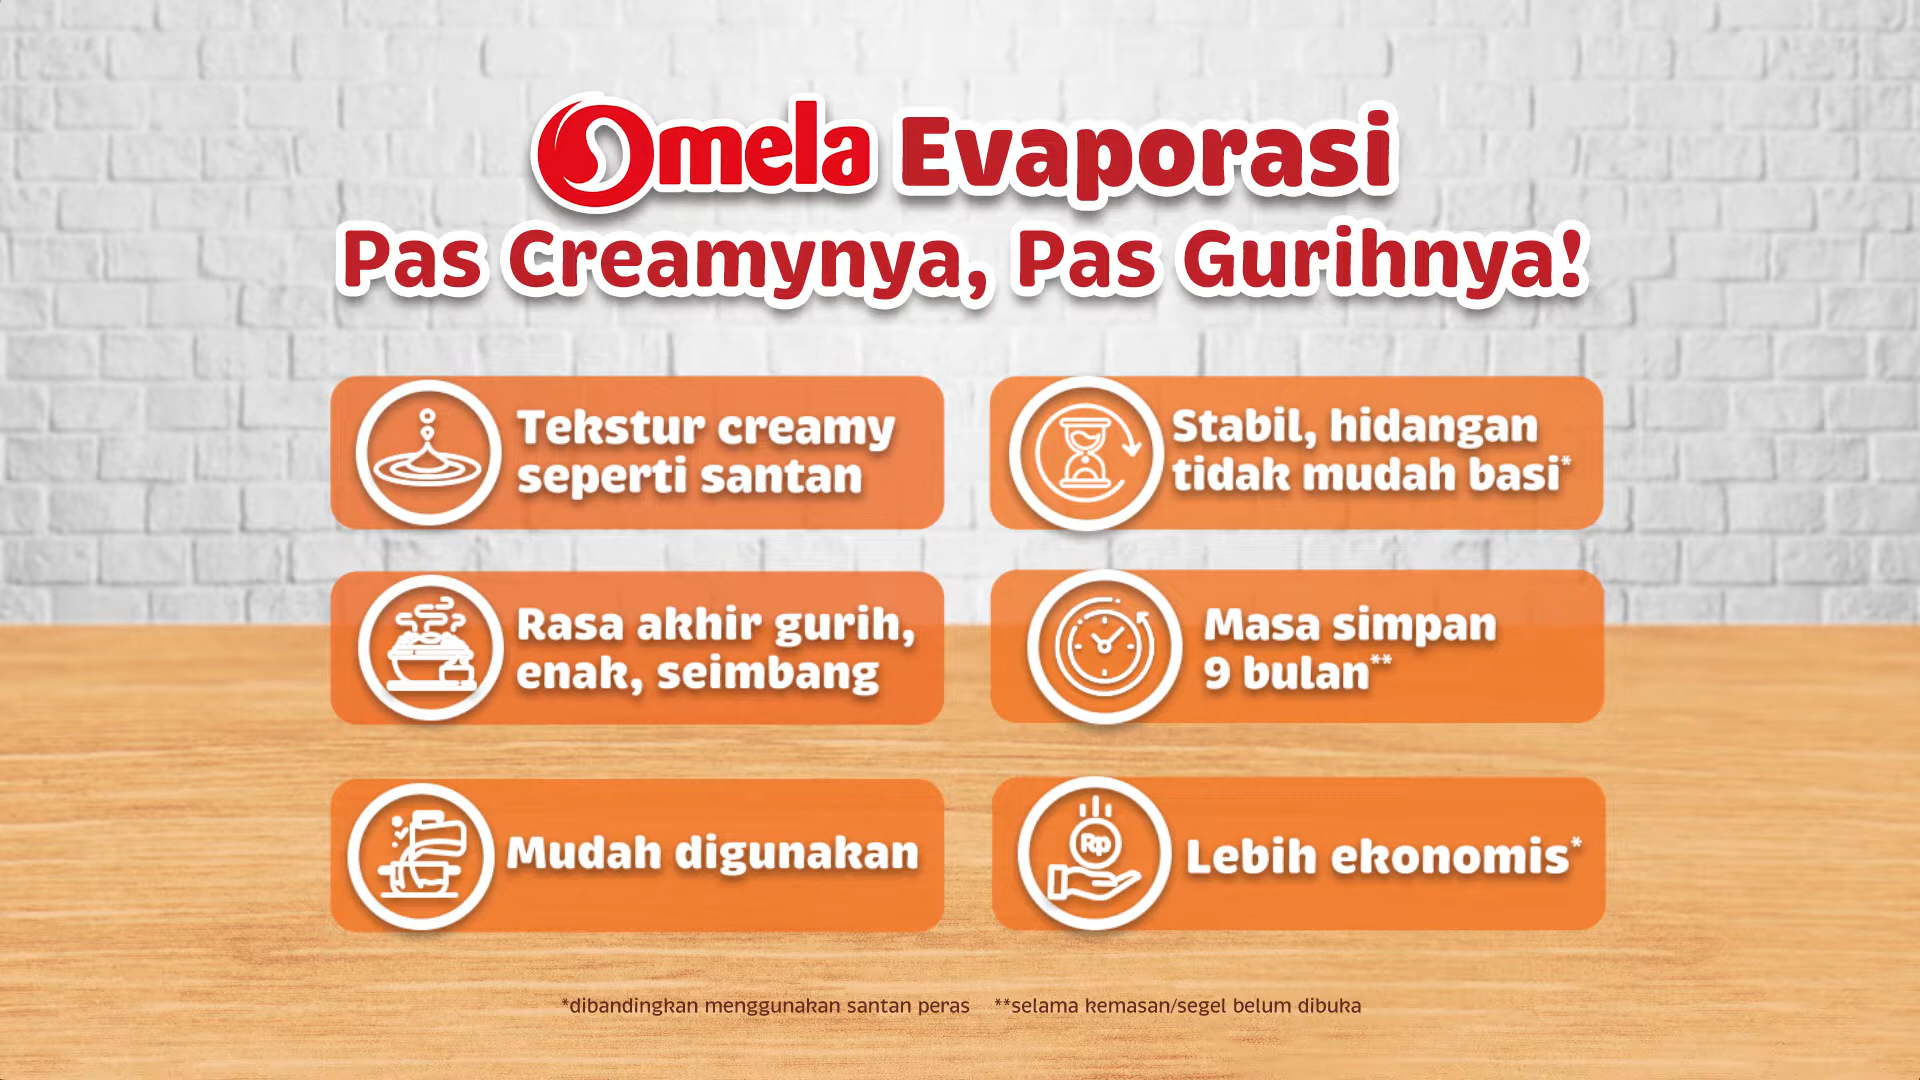 Omela Evaporasi
Pas Creamynya, Pas Gurihnya!
Tekstur creamy
seperti santan
Stabil, hidangan
tidak mudah basi*
Rasa akhir gurih,
enak, seimbang
Masa simpan
9 bulan**
Mudah digunakan
Rp
Lebih ekonomis*
*dibandingkan menggunakan santan peras **selama kemasan/segel belum dibuka